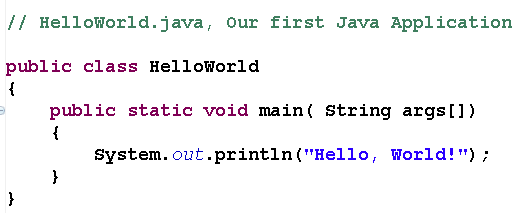 // HelloWorld.java, Our first Java Application
public class HelloWorld
{
public static void main( String args[])
{
System.out.println("Hello, World!");
}
}